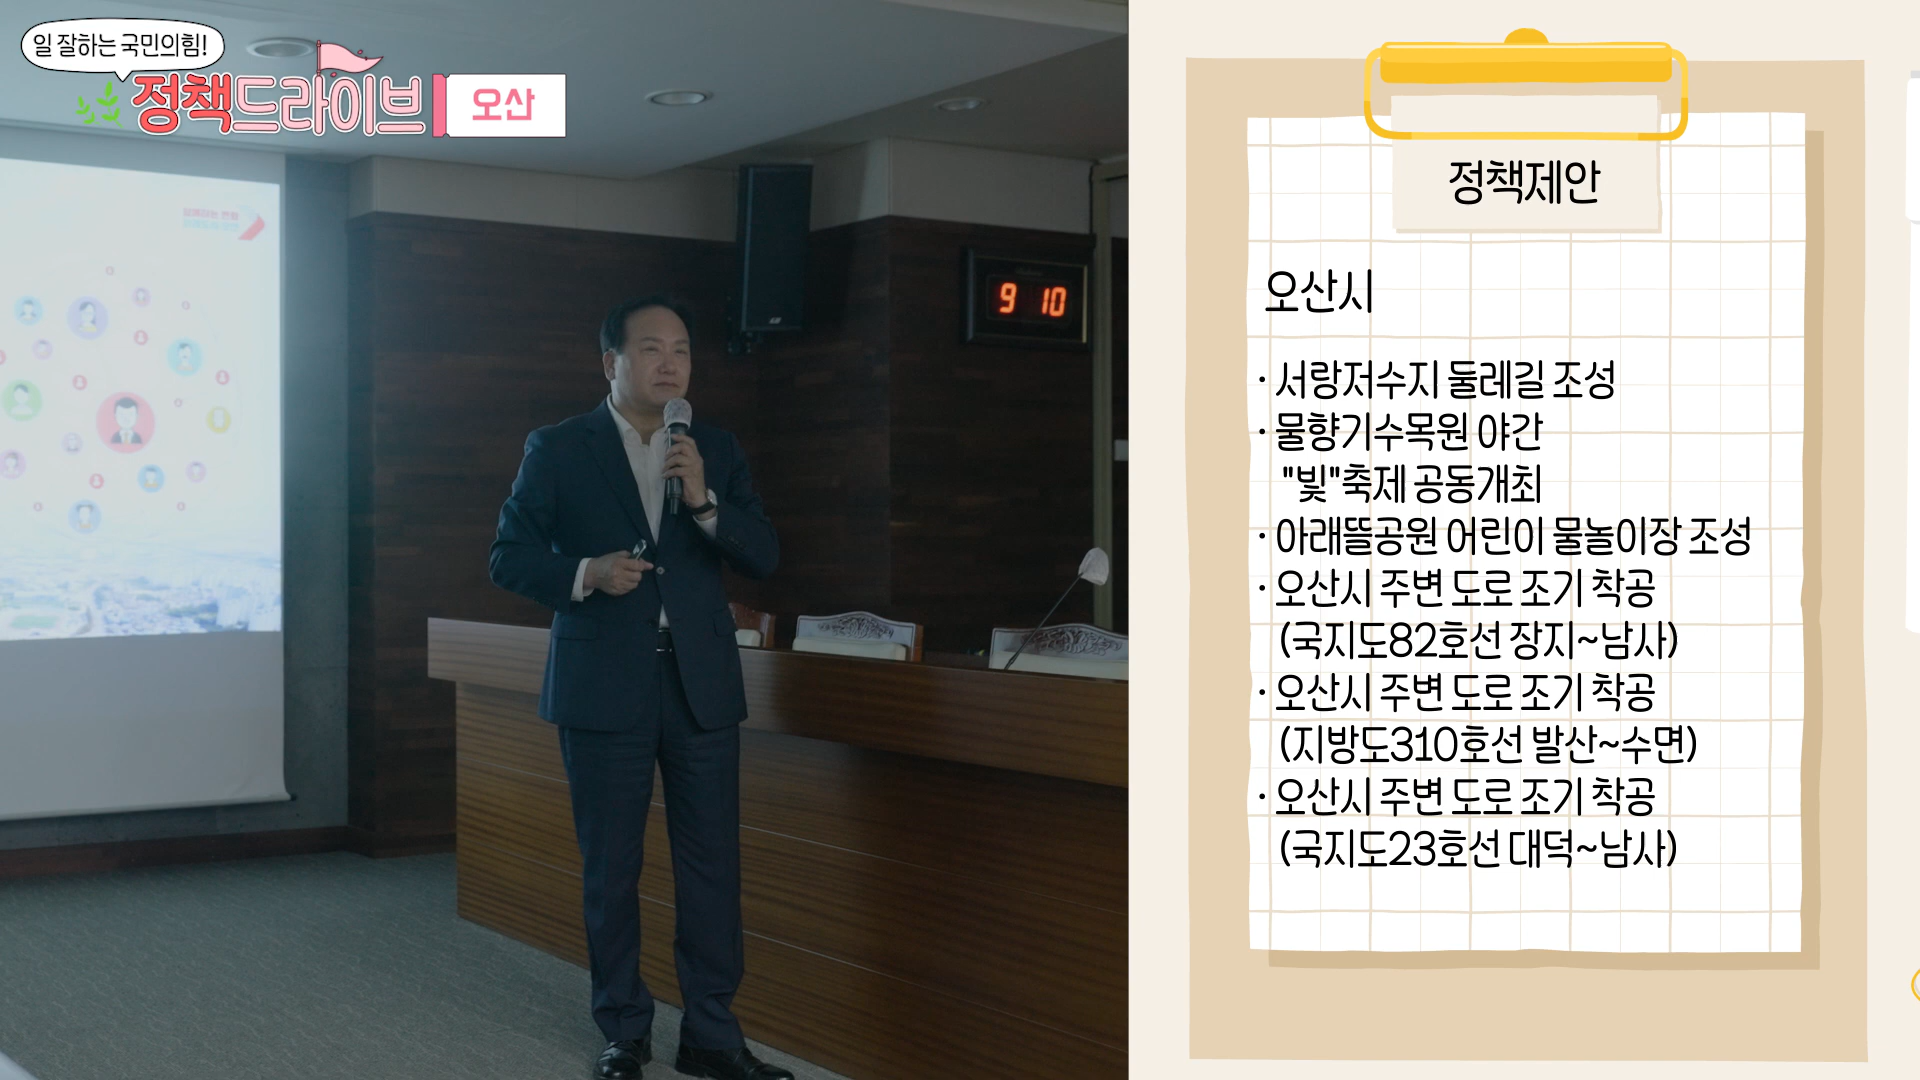 일 잘하는 국민의힘!
정책드라이브
오산
9 10
정책제안
오산시
· 서랑저수지 둘레길 조성
· 물향기수목원 야간
"빛"축제 공동개최
· 아래뜰공원 어린이 물놀이장 조성
· 오산시 주변 도로 조기 착공
(국지도82호선 장지~남사)
· 오산시 주변 도로 조기 착공
(지방도310호선 발산~수면)
· 오산시 주변 도로 조기 착공
(국지도23호선 대덕~남사)